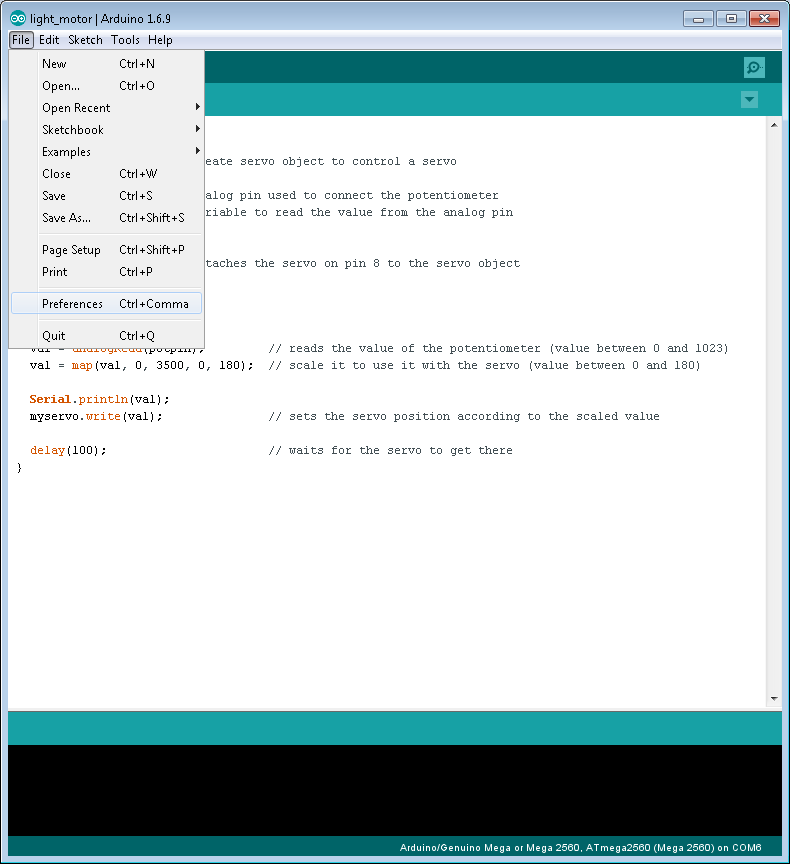 light_motor | Arduino 1.6.9
File Edit Sketch Tools Help
New Ctrl+N
Open... Ctrl+O
Open Recent
Sketchbook
Examples
Close Ctrl+W
Save Ctrl+S
Save As... Ctrl+Shift+S
Page Setup Ctrl+Shift+P
Print Ctrl+P
Preferences Ctrl+Comma
Quit Ctrl+Q
eate servo object to control a servo
alog pin used to connect the potentiometer
riable to read the value from the analog pin
taches the servo on pin 8 to the servo object
val = analogRead(potpin); // reads the value of the potentiometer (value between 0 and 1023)
val = map(val, 0, 3500, 0, 180); // scale it to use it with the servo (value between 0 and 180)
Serial.println(val);
myservo.write(val); // sets the servo position according to the scaled value
delay(100); // waits for the servo to get there
}
Arduino/Genuino Mega or Mega 2560, ATmega2560 (Mega 2560) on COM6